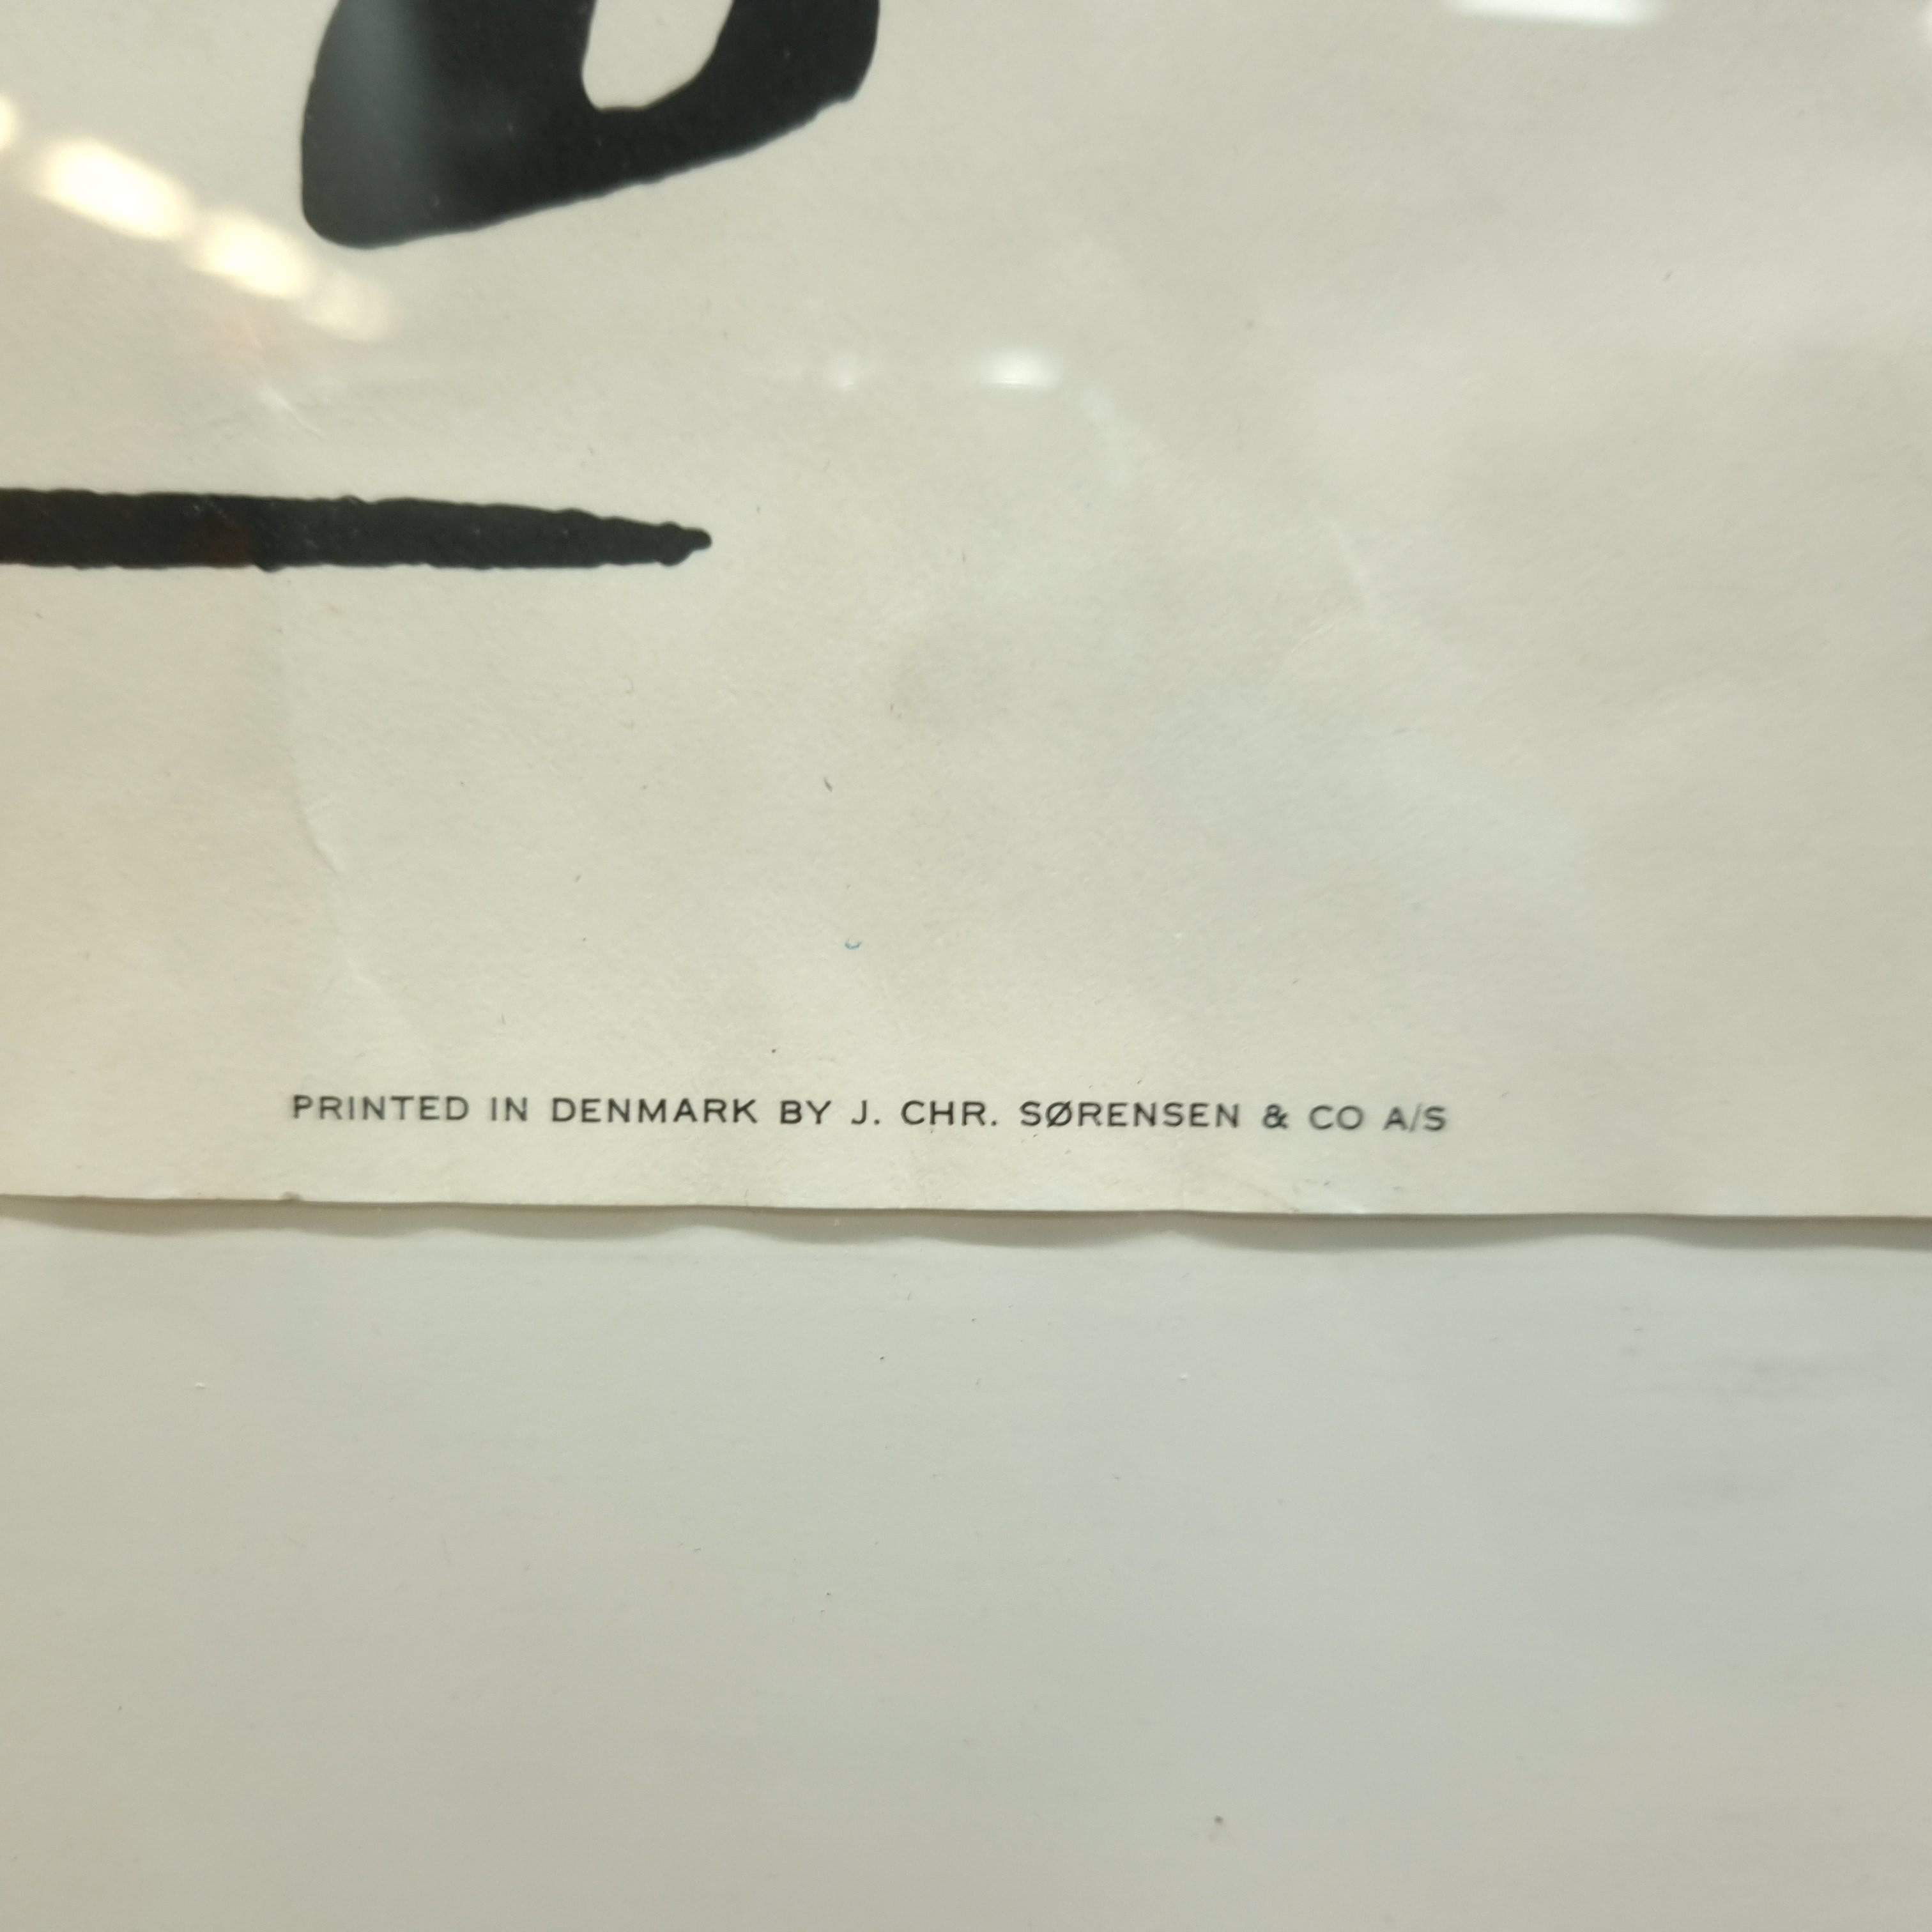 PRINTED IN DENMARK BY J. CHR. SØRENSEN & CO A/S